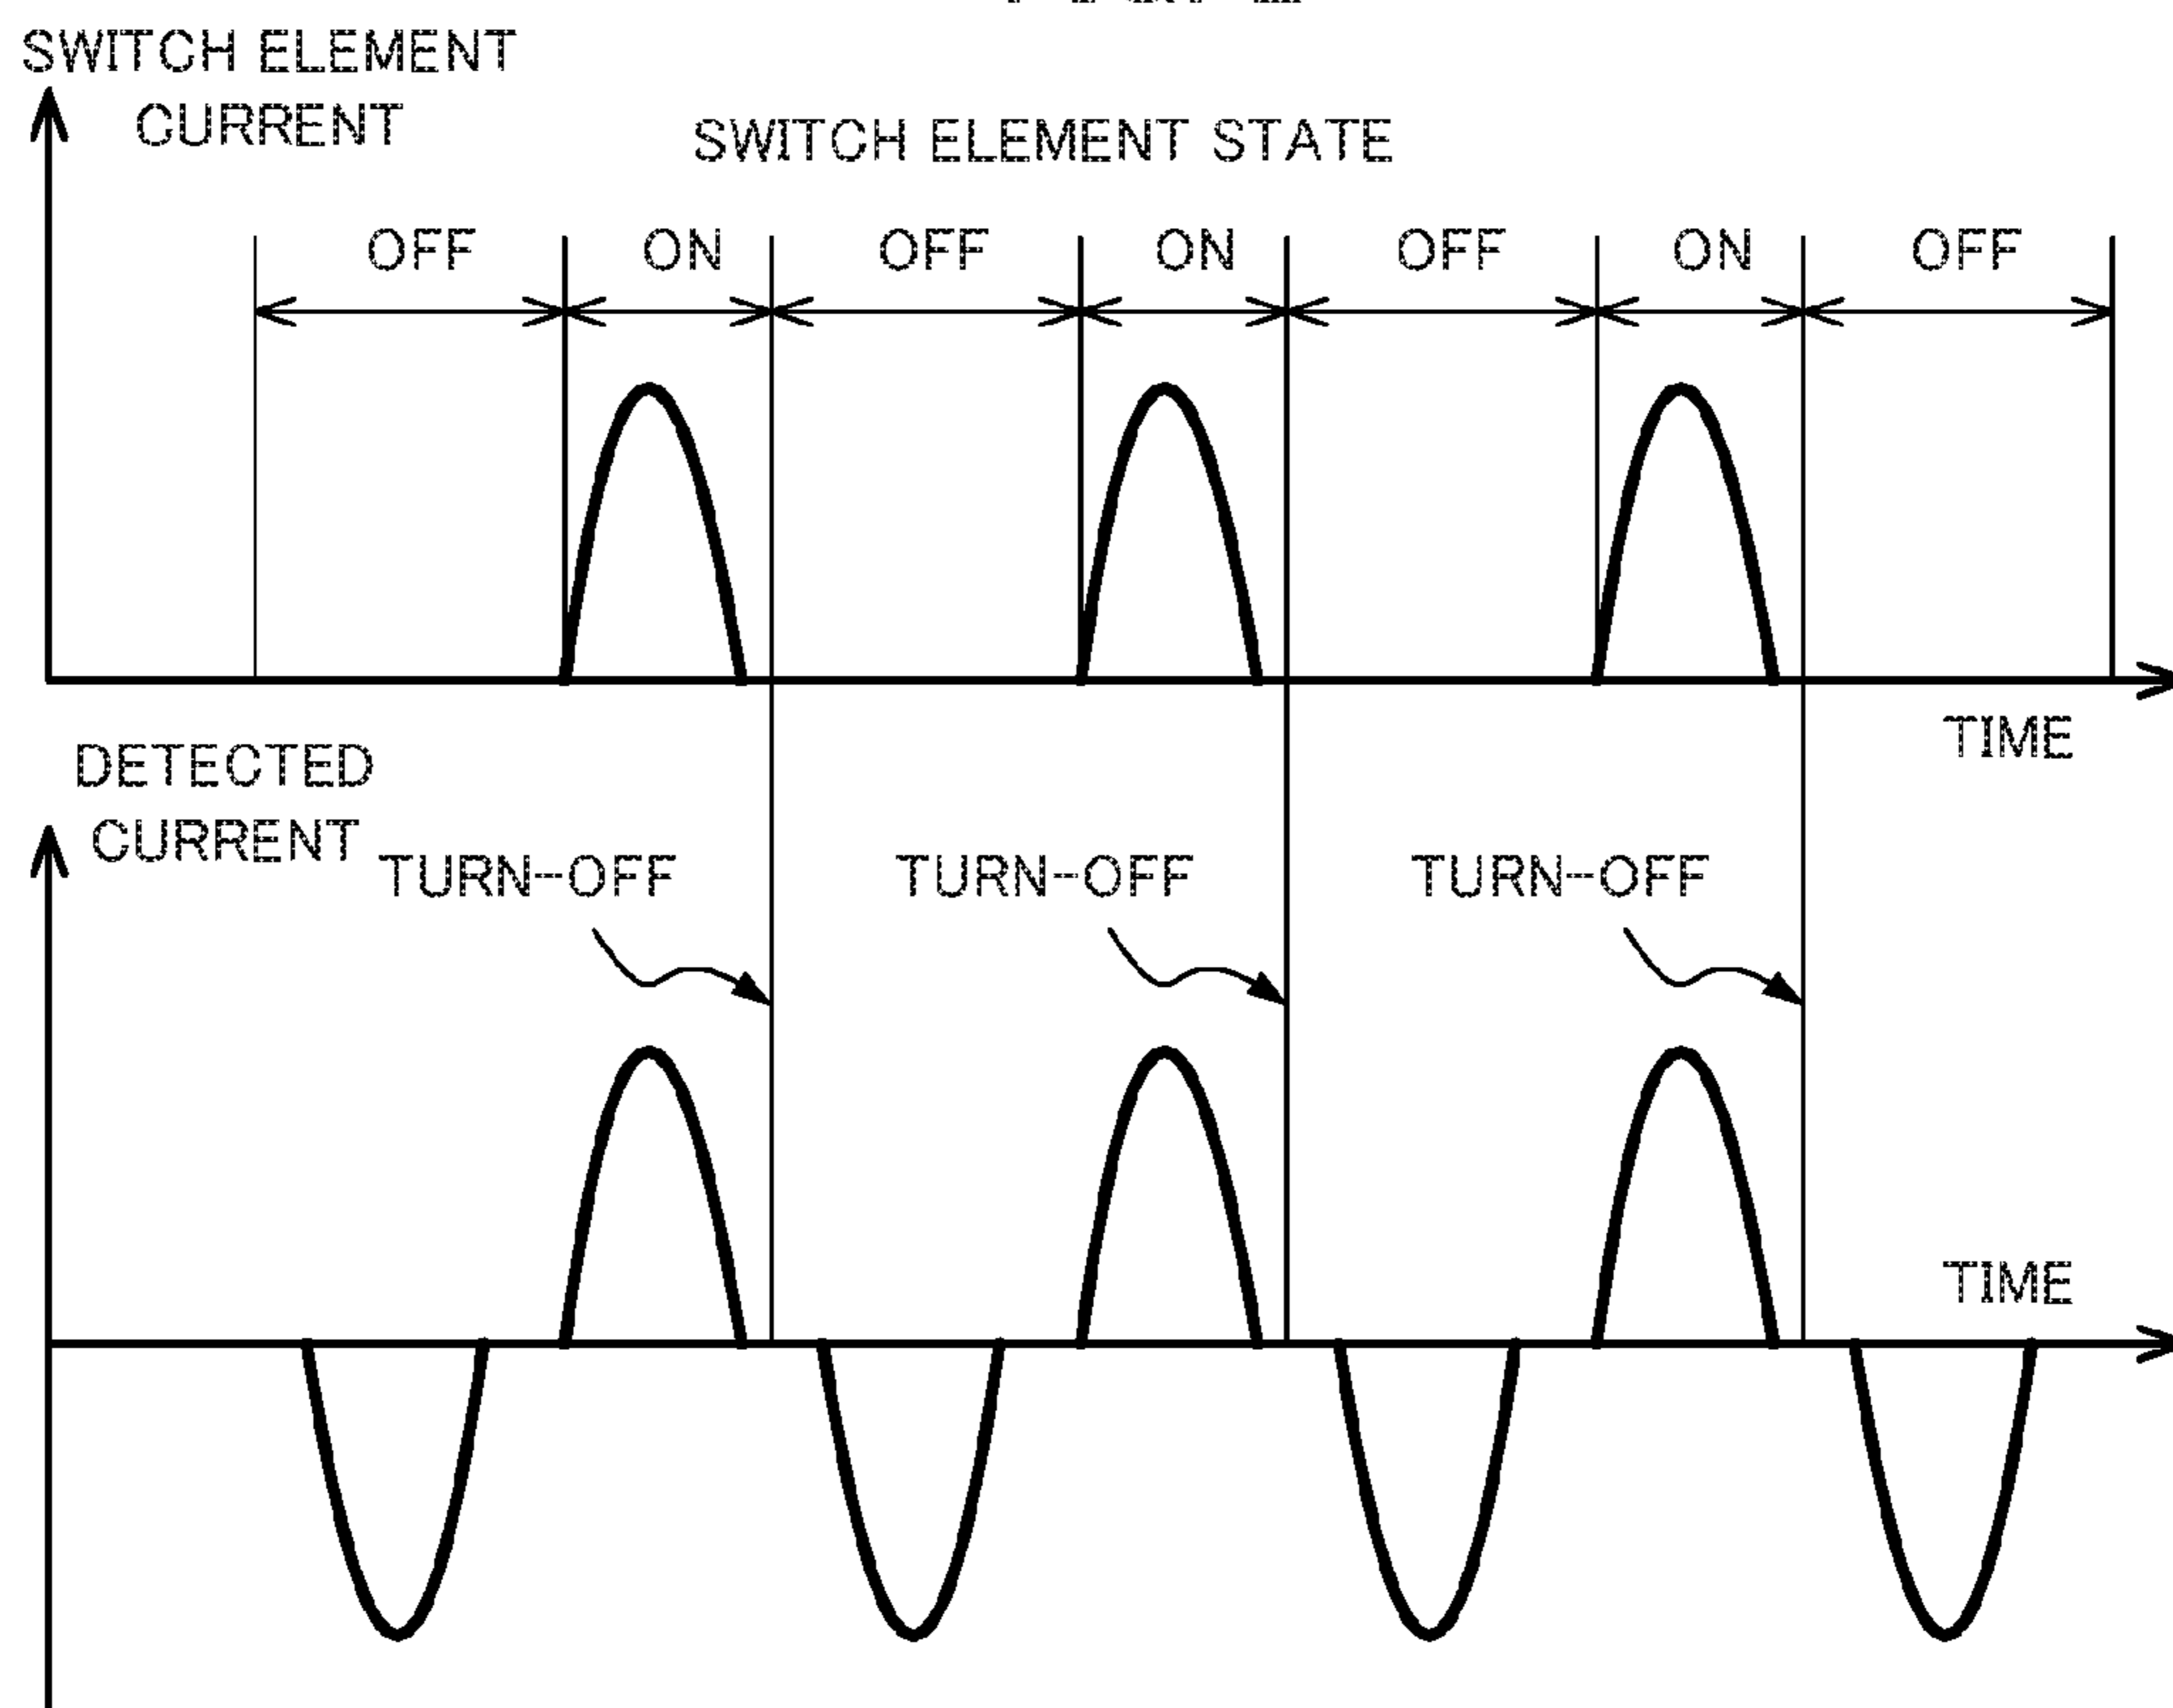 SWITCH ELEMENT
CURRENT
SWITCH ELEMENT STATE
OFF ON OFF ON OFF ON OFF
TIME
DETECTED
CURRENT
TURN-OFF TURN-OFF TURN-OFF
TIME